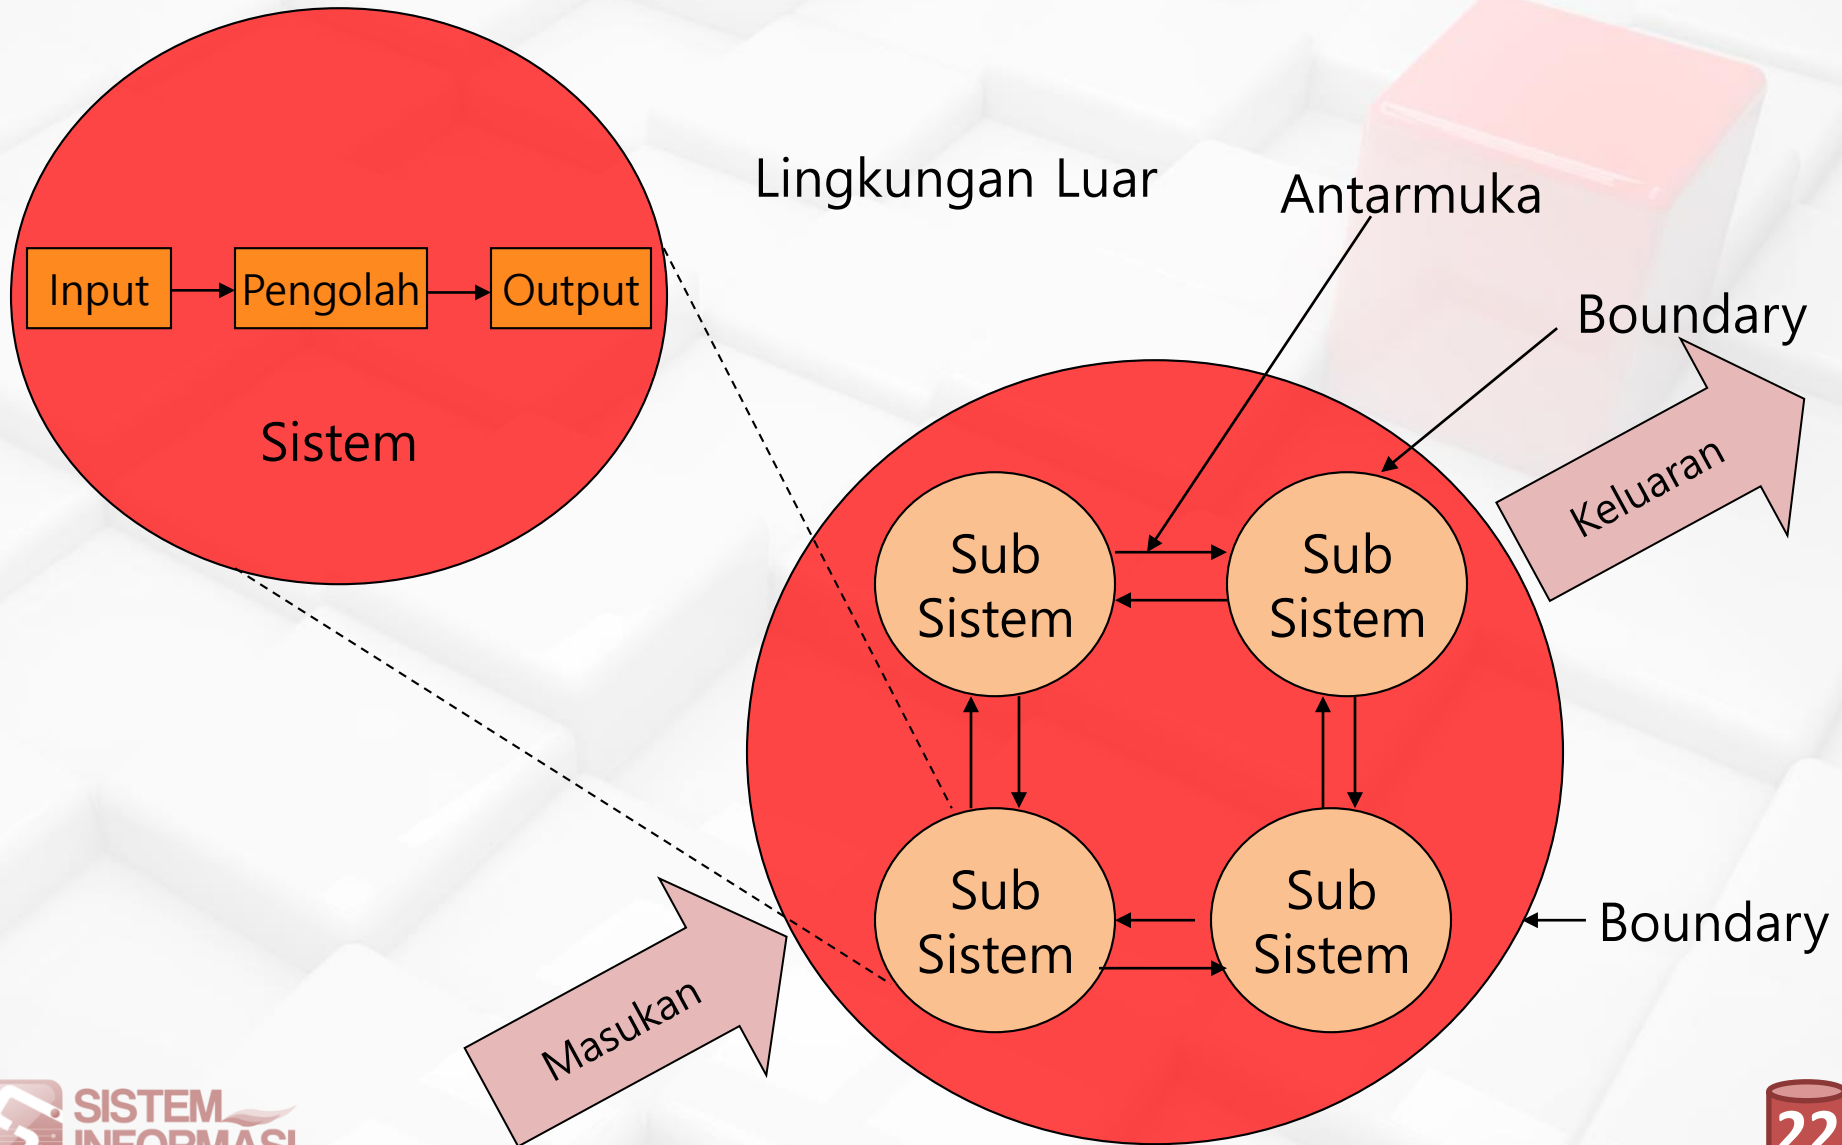 Lingkungan Luar
Antarmuka
Input
Pengolah
Output
Boundary
Sistem
Keluaran
Sub
Sistem
Sub
Sistem
Sub
Sistem
Sub
Sistem
Boundary
Masukan
SISTEM
INFORMASI
22